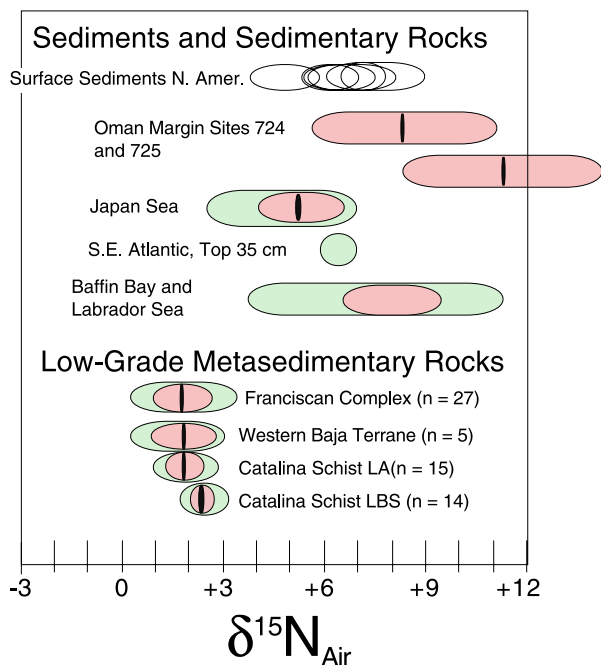 Sediments and Sedimentary Rocks
Surface Sediments N. Amer.
Oman Margin Sites 724
and 725
Japan Sea
S.E. Atlantic, Top 35 cm
Baffin Bay and
Labrador Sea
Low-Grade Metasedimentary Rocks
Franciscan Complex (n = 27)
Western Baja Terrane (n = 5)
Catalina Schist LA(n = 15)
Catalina Schist LBS (n = 14)
-3 0 +3 +6 +9 +12
δ¹⁵N_Air